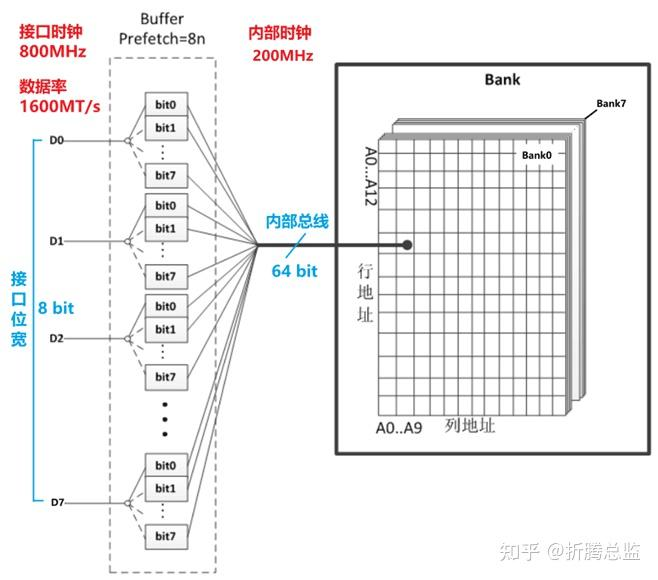 接口时钟
800MHz
数据率
1600MT/s
Buffer
Prefetch=8n
内部时钟
200MHz
Bank
Bank7
Bank0
A0...A12
行地址
A0..A9
列地址
内部总线
64 bit
接口位宽
8 bit
D0
bit0
bit1
bit7
D1
bit0
bit1
bit7
D2
bit0
bit1
bit7
D7
bit0
bit1
bit7
知乎 @折腾总监